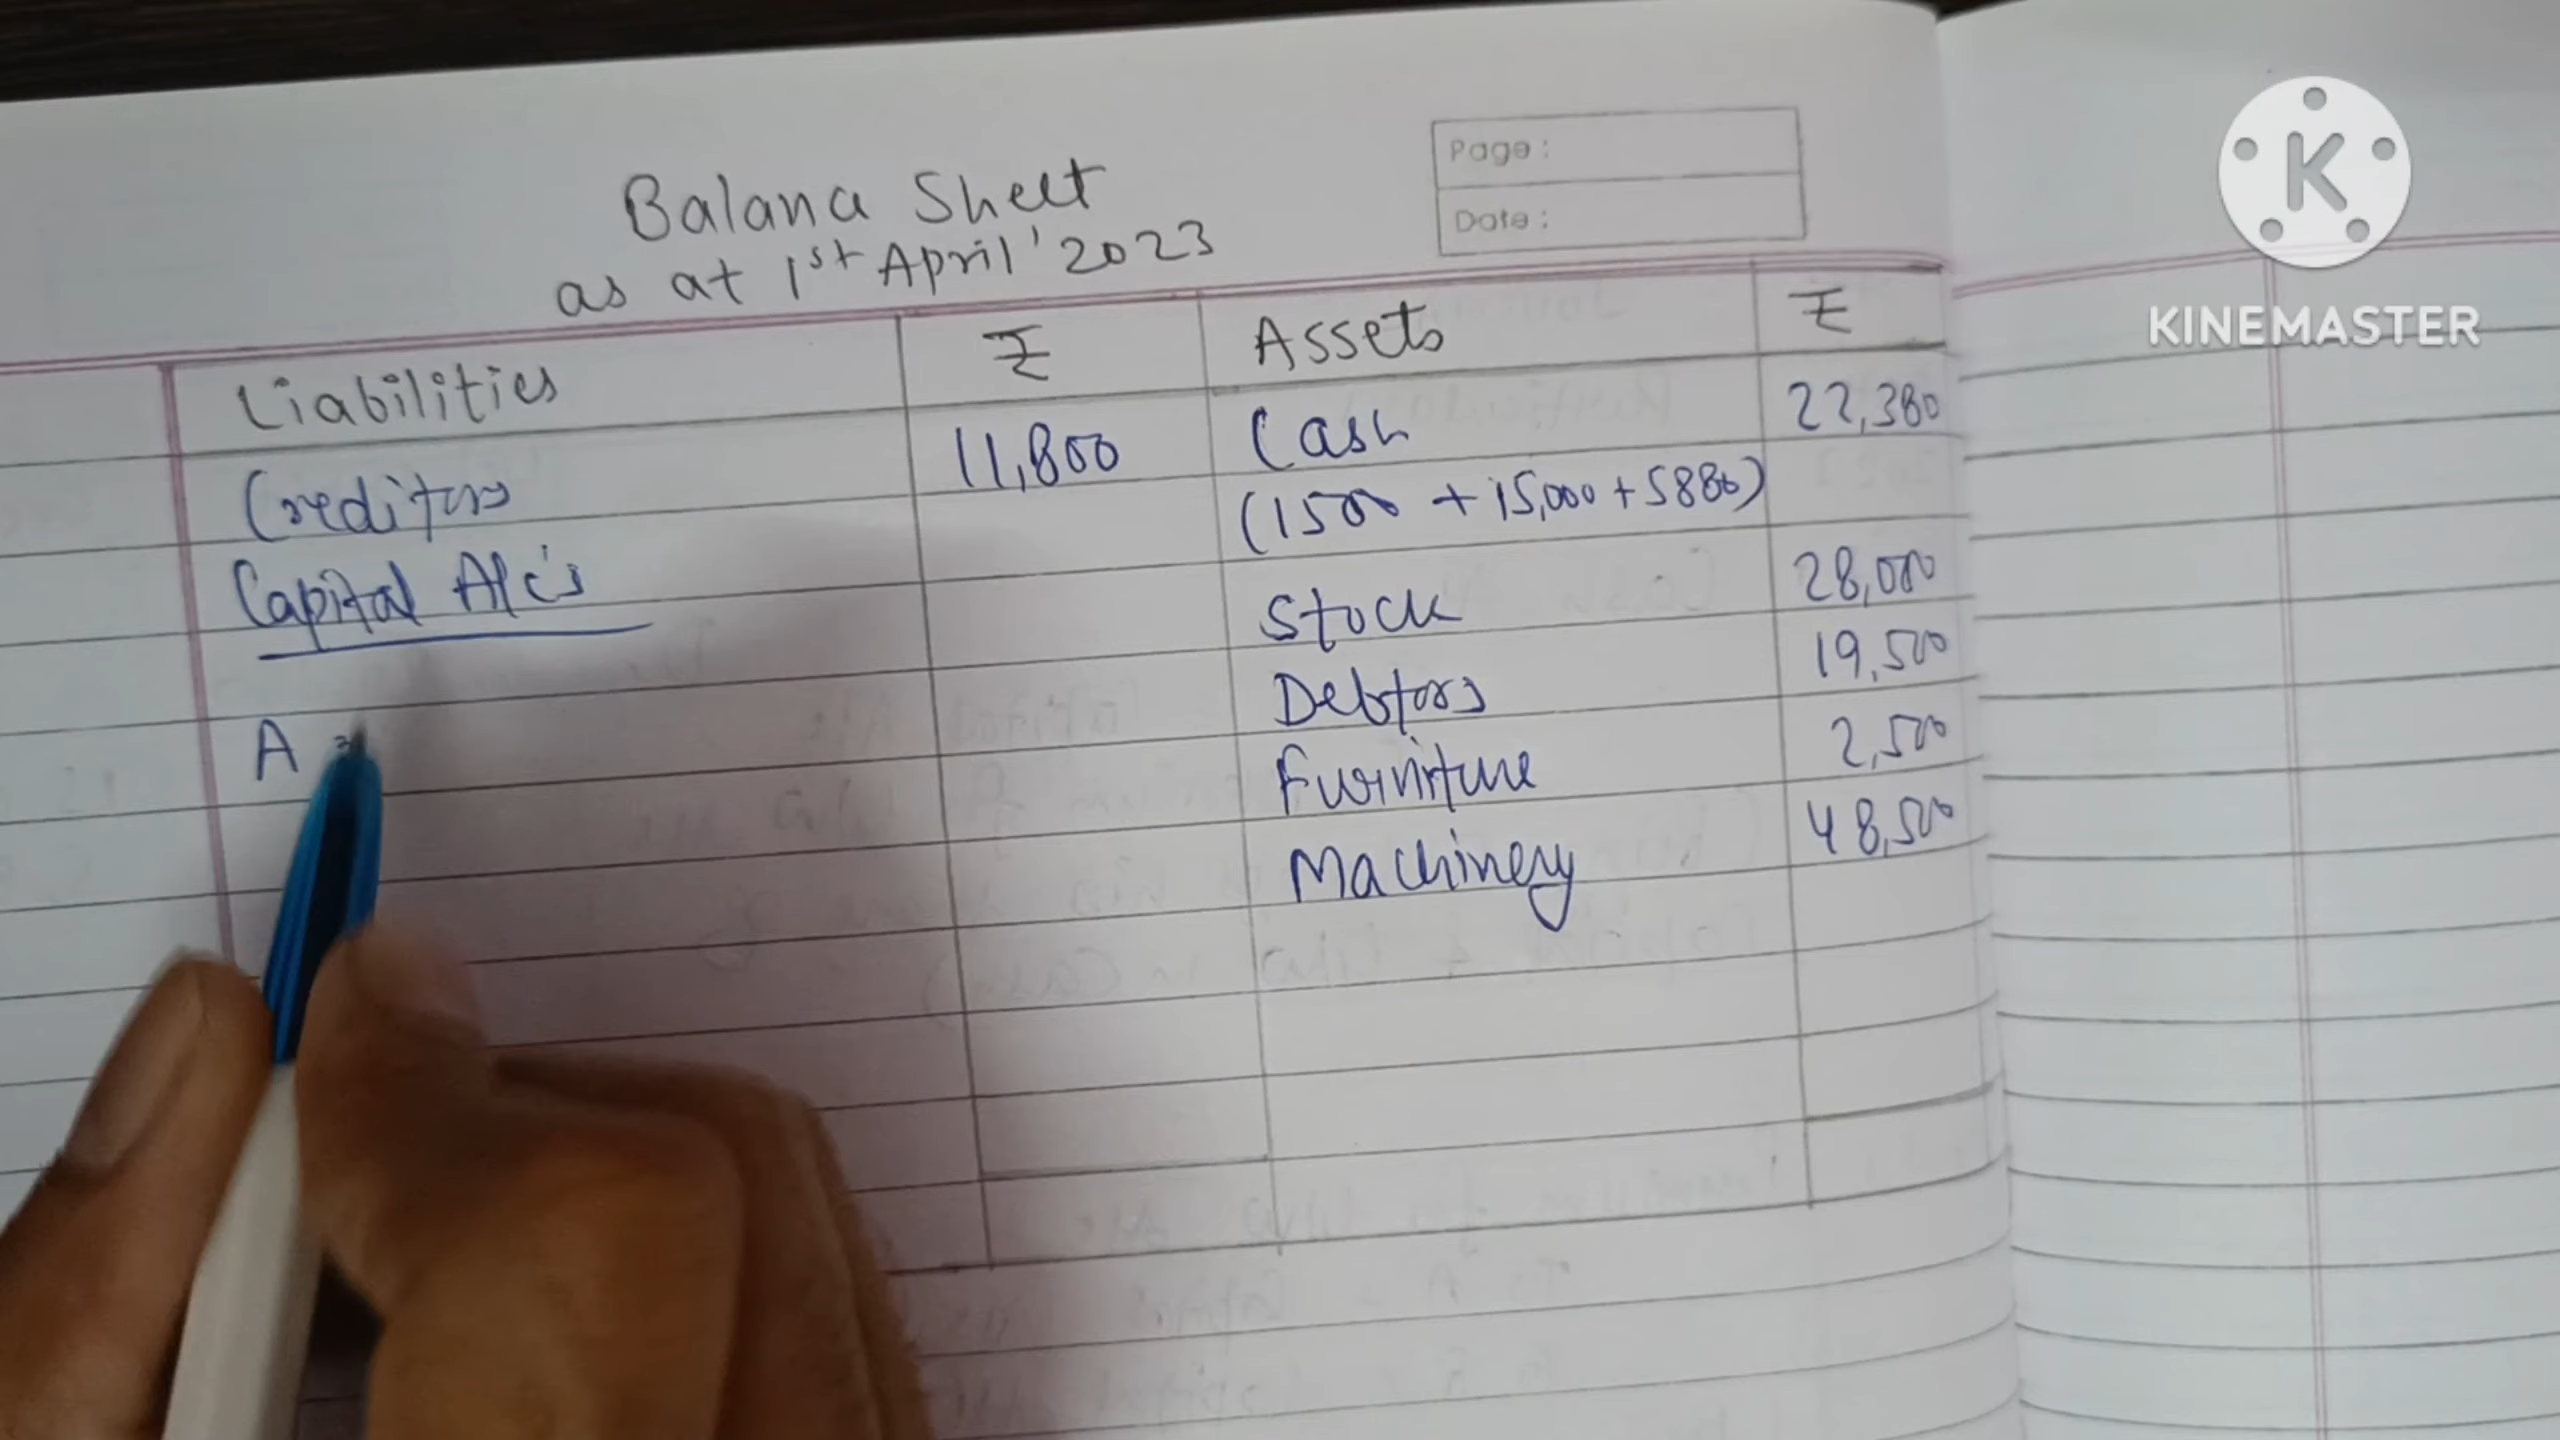 Page :
Date :
KINEMASTER
Balance Sheet
as at 1st April '2023
Liabilities ₹ Assets ₹
Creditors 11,800 Cash 22,380
(1500 + 15,000 + 5880)
Capital A/c's Stock 28,000
Debtors 19,500
A = Furniture 2,500
Machinery 48,500